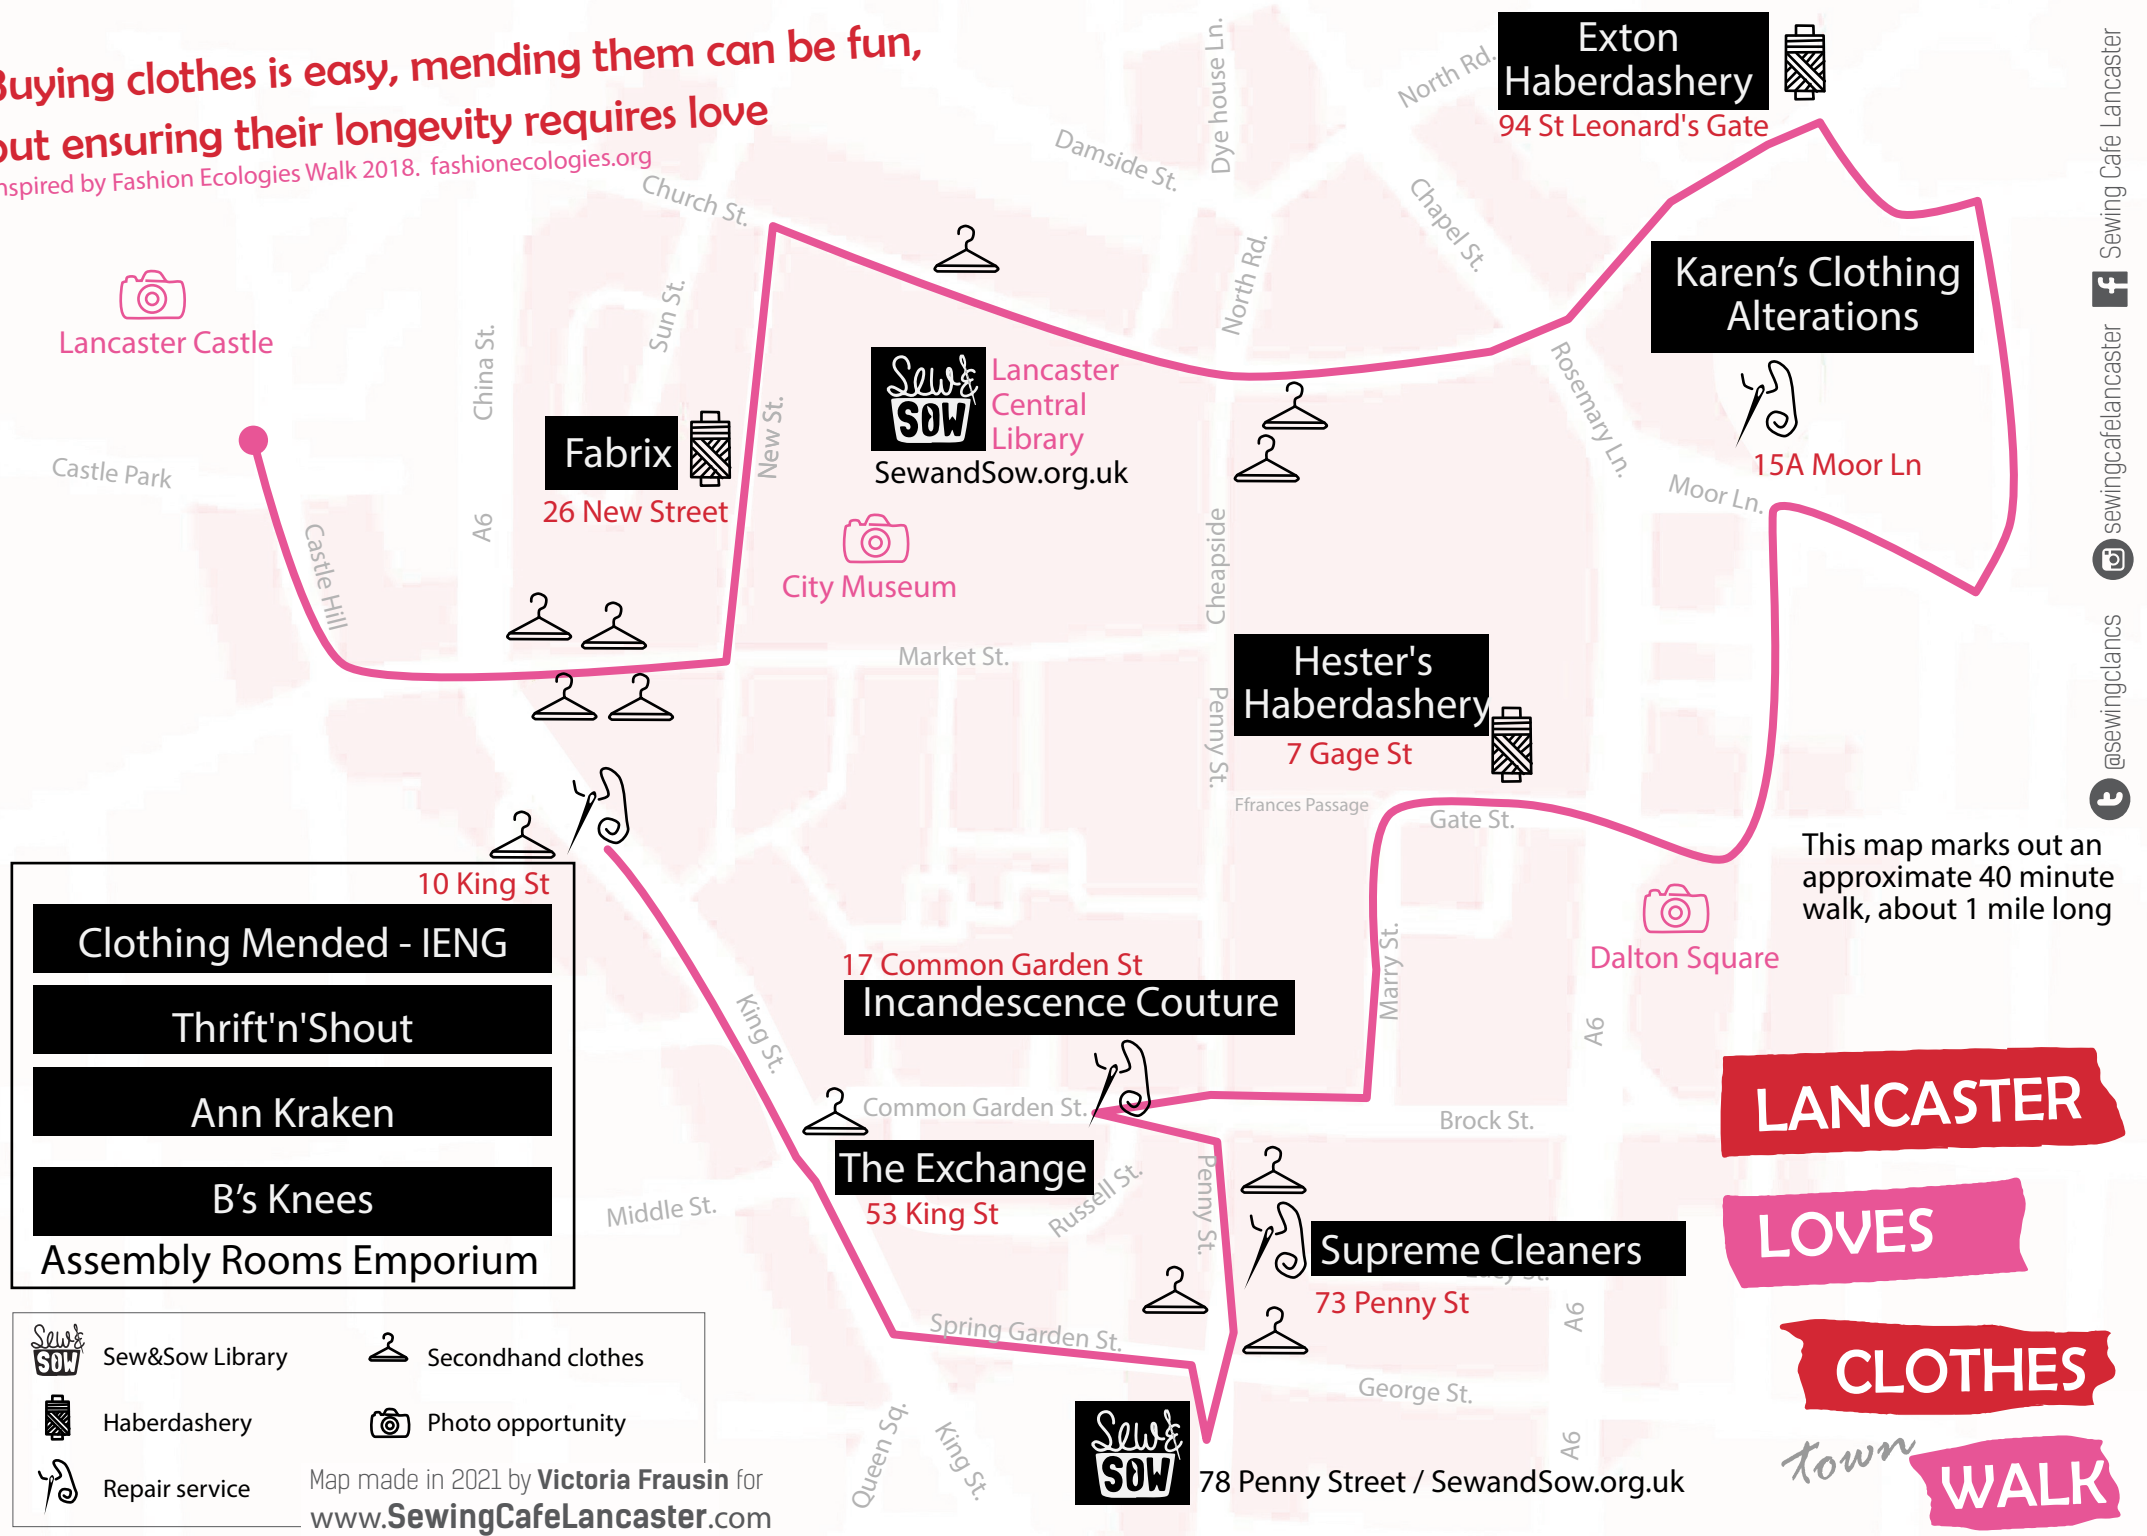 Buying clothes is easy, mending them can be fun,
but ensuring their longevity requires love
nspired by Fashion Ecologies Walk 2018. fashionecologies.org
Exton
Haberdashery
94 St Leonard's Gate
Dye house Ln.
North Rd.
Damside St.
Church St.
Chapel St.
North Rd.
Sun St.
Karen's Clothing
Alterations
15A Moor Ln
Lancaster Castle
China St.
Castle Park
Castle Hill
A6
Fabrix
26 New Street
New St.
Sew&
SOW
Lancaster
Central
Library
SewandSow.org.uk
City Museum
Rosemary Ln.
Moor Ln.
Cheapside
Market St.
Hester's
Haberdashery
7 Gage St
Penny St.
Ffrances Passage
Gate St.
This map marks out an
approximate 40 minute
walk, about 1 mile long
Dalton Square
Marry St.
A6
10 King St
Clothing Mended - IENG
Thrift'n'Shout
Ann Kraken
B's Knees
Assembly Rooms Emporium
King St.
17 Common Garden St
Incandescence Couture
Common Garden St.
Brock St.
The Exchange
53 King St
Middle St.
Russell St.
Penny St.
Supreme Cleaners
73 Penny St
A6
Spring Garden St.
George St.
Queen Sq.
King St.
A6
Sew&
SOW
78 Penny Street / SewandSow.org.uk
Sew&
SOW
Sew&Sow Library
Secondhand clothes
Haberdashery
Photo opportunity
Repair service
Map made in 2021 by Victoria Frausin for
www.SewingCafeLancaster.com
LANCASTER
LOVES
CLOTHES
town
WALK
Sewing Cafe Lancaster
sewingcafelancaster
@sewingclancs